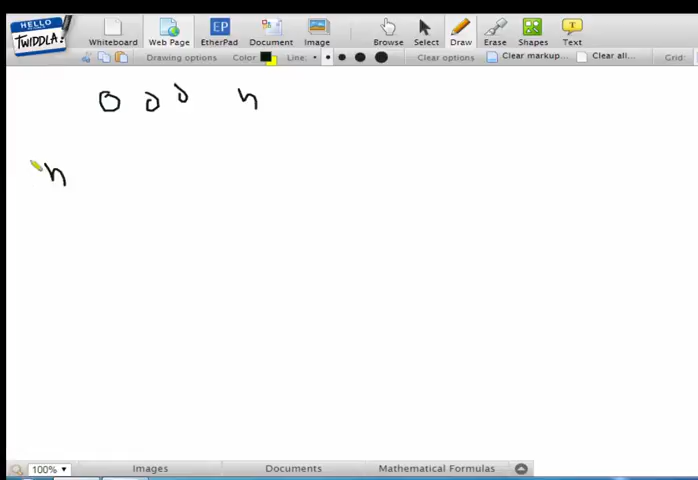 HELLO
TWIDDLA!
Whiteboard Web Page EtherPad Document Image Browse Select Draw Erase Shapes Text
EP
Drawing options Color: Line: Clear options Clear markup... Clear all... Grid:
n
n
100% Images Documents Mathematical Formulas